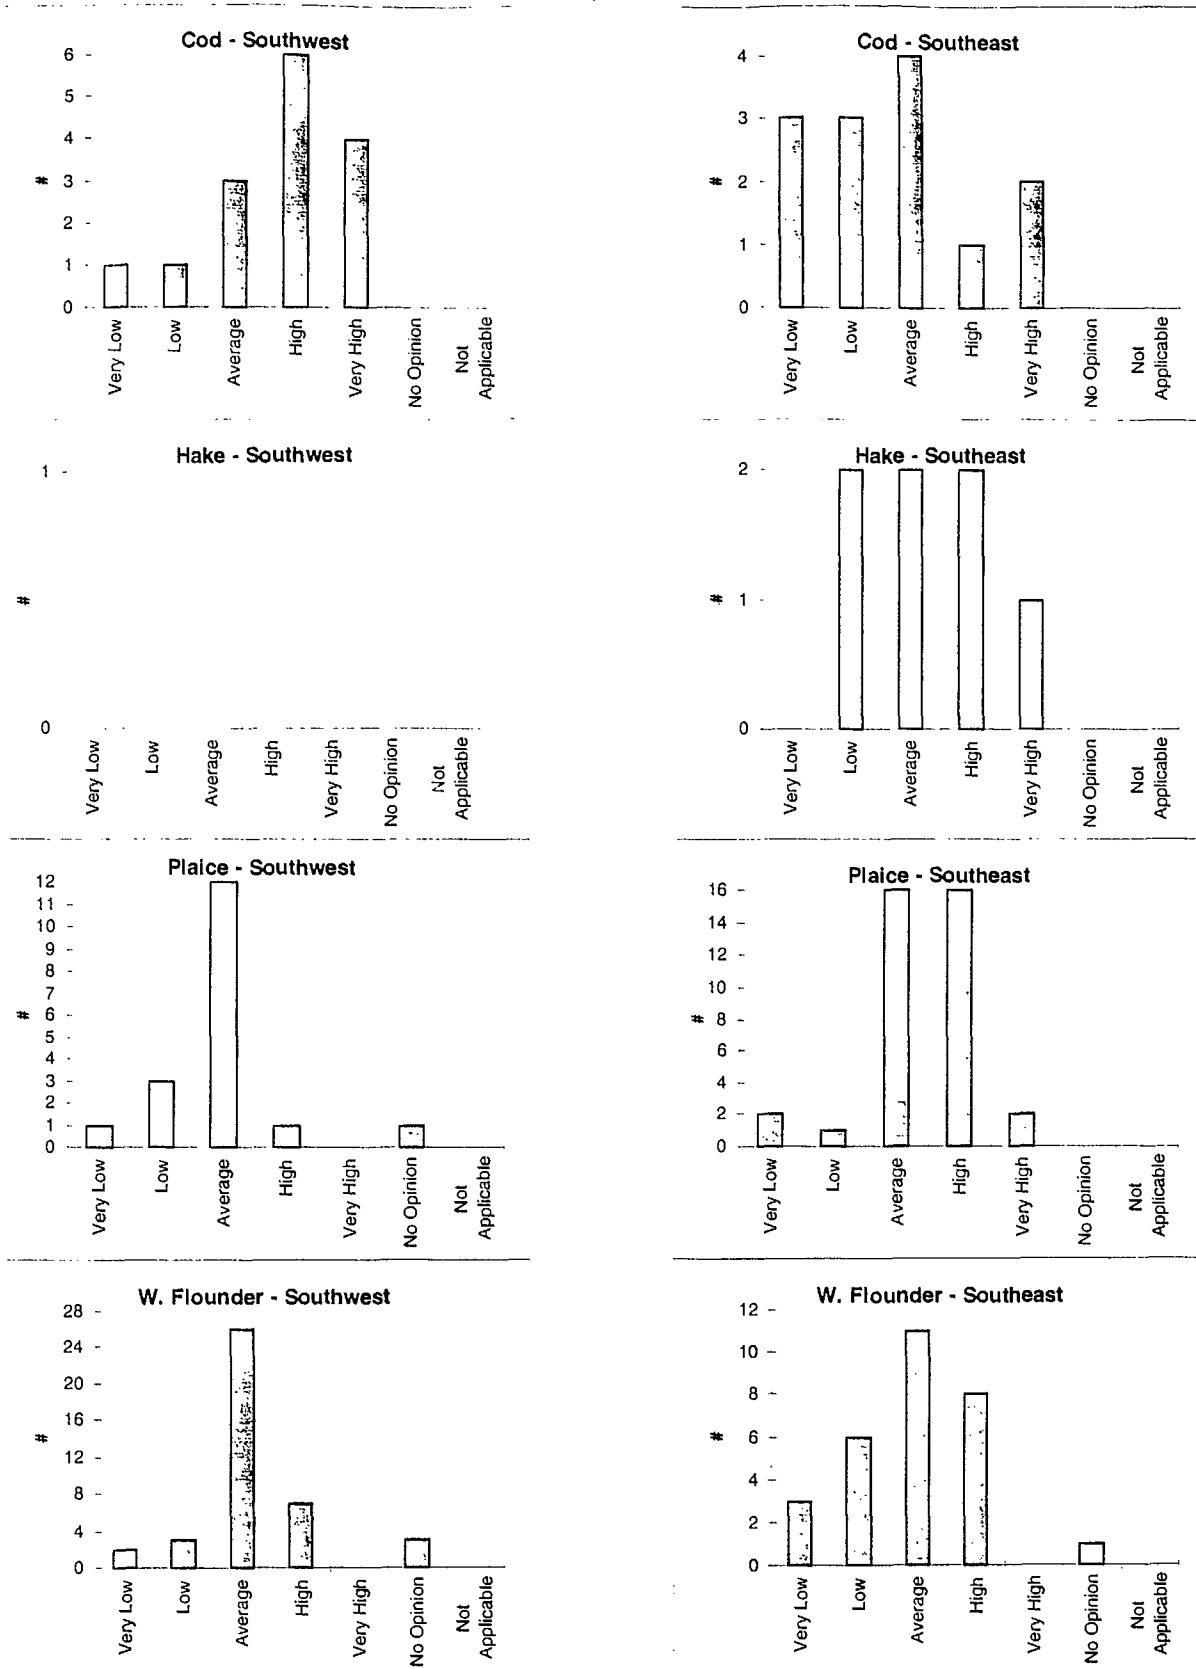 Cod - Southwest
6
5
4
3
2
1
0
#
Very Low
Low
Average
High
Very High
No Opinion
Not
Applicable
Cod - Southeast
4
3
2
1
0
#
Very Low
Low
Average
High
Very High
No Opinion
Not
Applicable
Hake - Southwest
1
0
#
Very Low
Low
Average
High
Very High
No Opinion
Not
Applicable
Hake - Southeast
2
1
0
#
Very Low
Low
Average
High
Very High
No Opinion
Not
Applicable
Plaice - Southwest
12
11
10
9
8
7
6
5
4
3
2
1
0
#
Very Low
Low
Average
High
Very High
No Opinion
Not
Applicable
Plaice - Southeast
16
14
12
10
8
6
4
2
0
#
Very Low
Low
Average
High
Very High
No Opinion
Not
Applicable
W. Flounder - Southwest
28
24
20
16
12
8
4
0
#
Very Low
Low
Average
High
Very High
No Opinion
Not
Applicable
W. Flounder - Southeast
12
10
8
6
4
2
0
#
Very Low
Low
Average
High
Very High
No Opinion
Not
Applicable